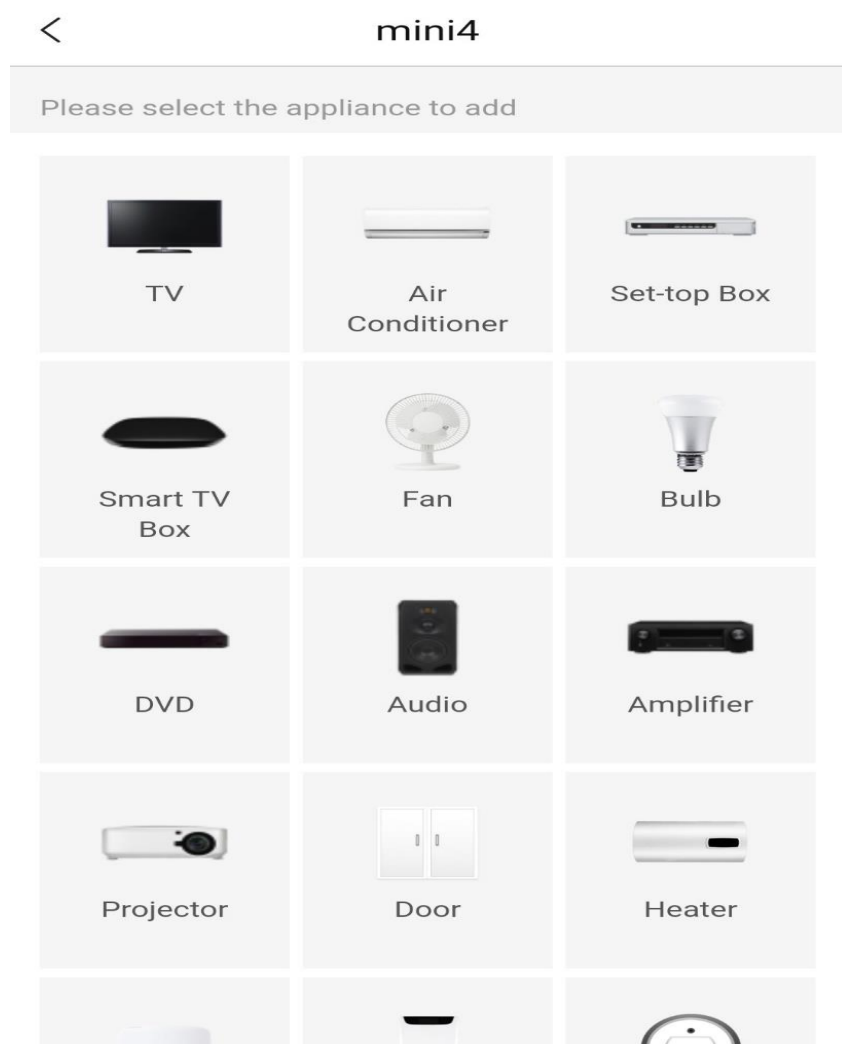 mini4
Please select the appliance to add
TV
Air
Conditioner
Set-top Box
Smart TV
Box
Fan
Bulb
DVD
Audio
Amplifier
Projector
Door
Heater